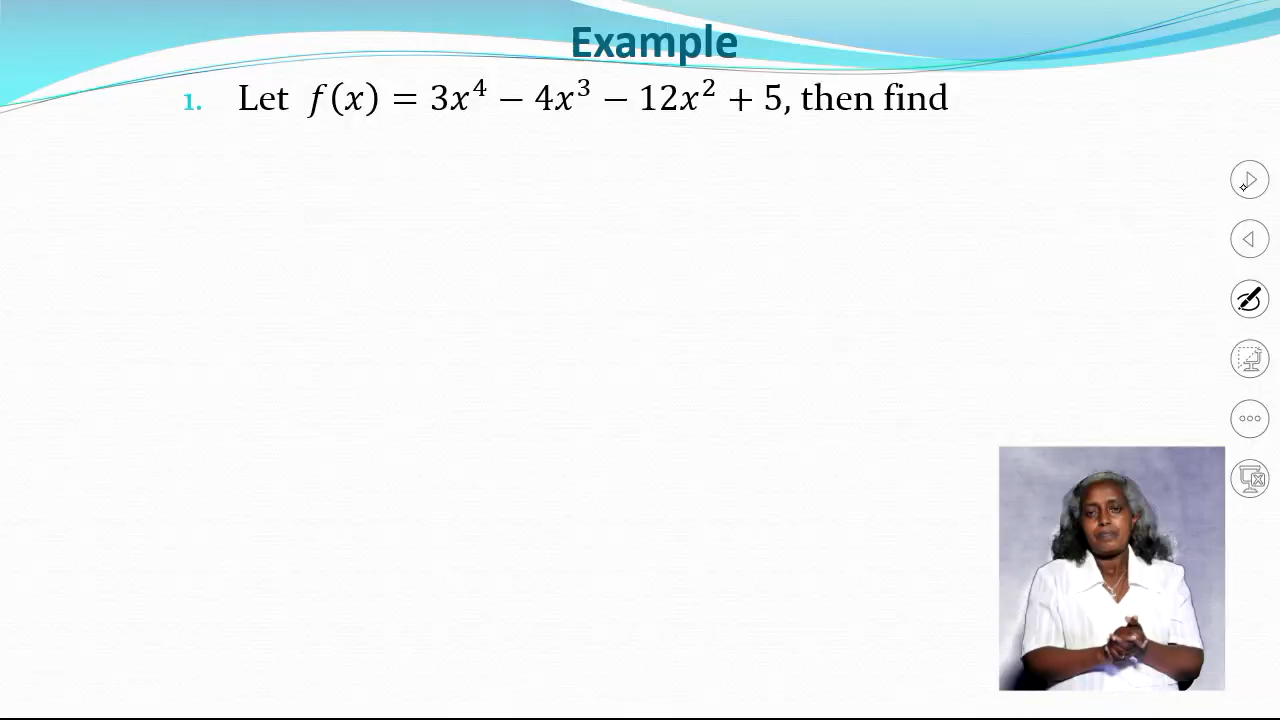 Example
1. Let f(x) = 3x⁴ − 4x³ − 12x² + 5, then find